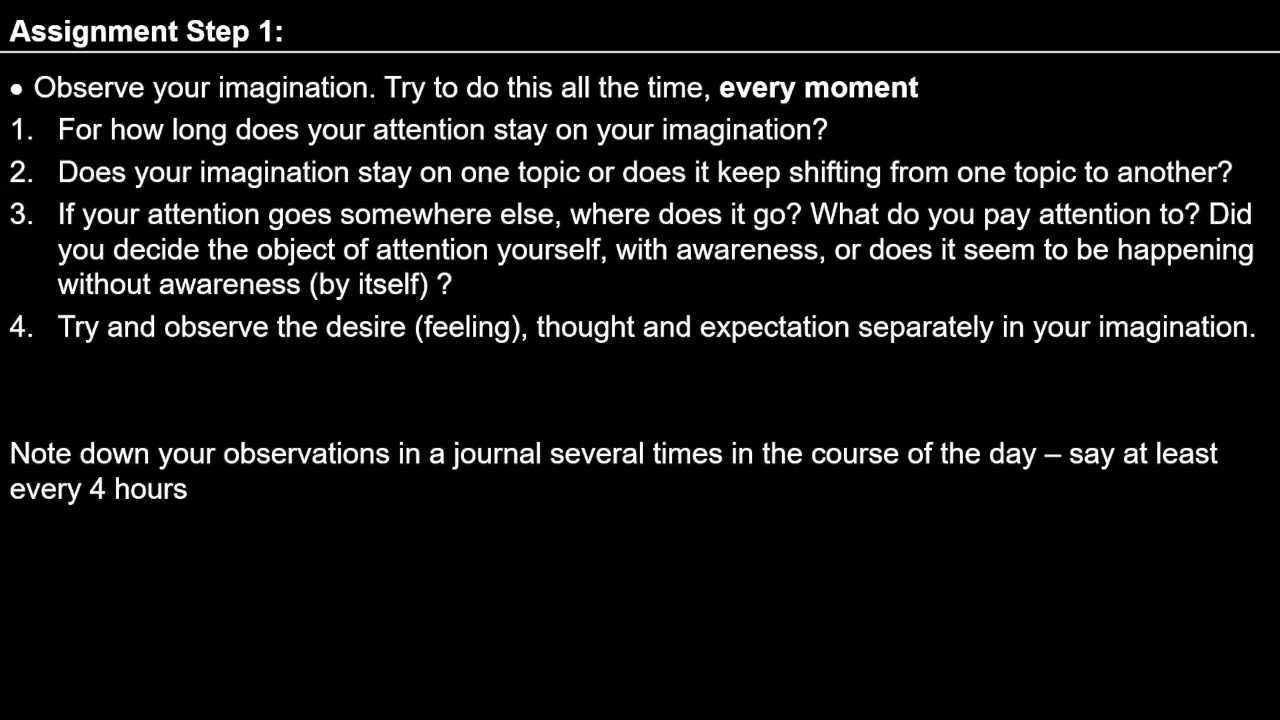 Assignment Step 1:
• Observe your imagination. Try to do this all the time, every moment
1. For how long does your attention stay on your imagination?
2. Does your imagination stay on one topic or does it keep shifting from one topic to another?
3. If your attention goes somewhere else, where does it go? What do you pay attention to? Did
you decide the object of attention yourself, with awareness, or does it seem to be happening
without awareness (by itself) ?
4. Try and observe the desire (feeling), thought and expectation separately in your imagination.
Note down your observations in a journal several times in the course of the day – say at least
every 4 hours